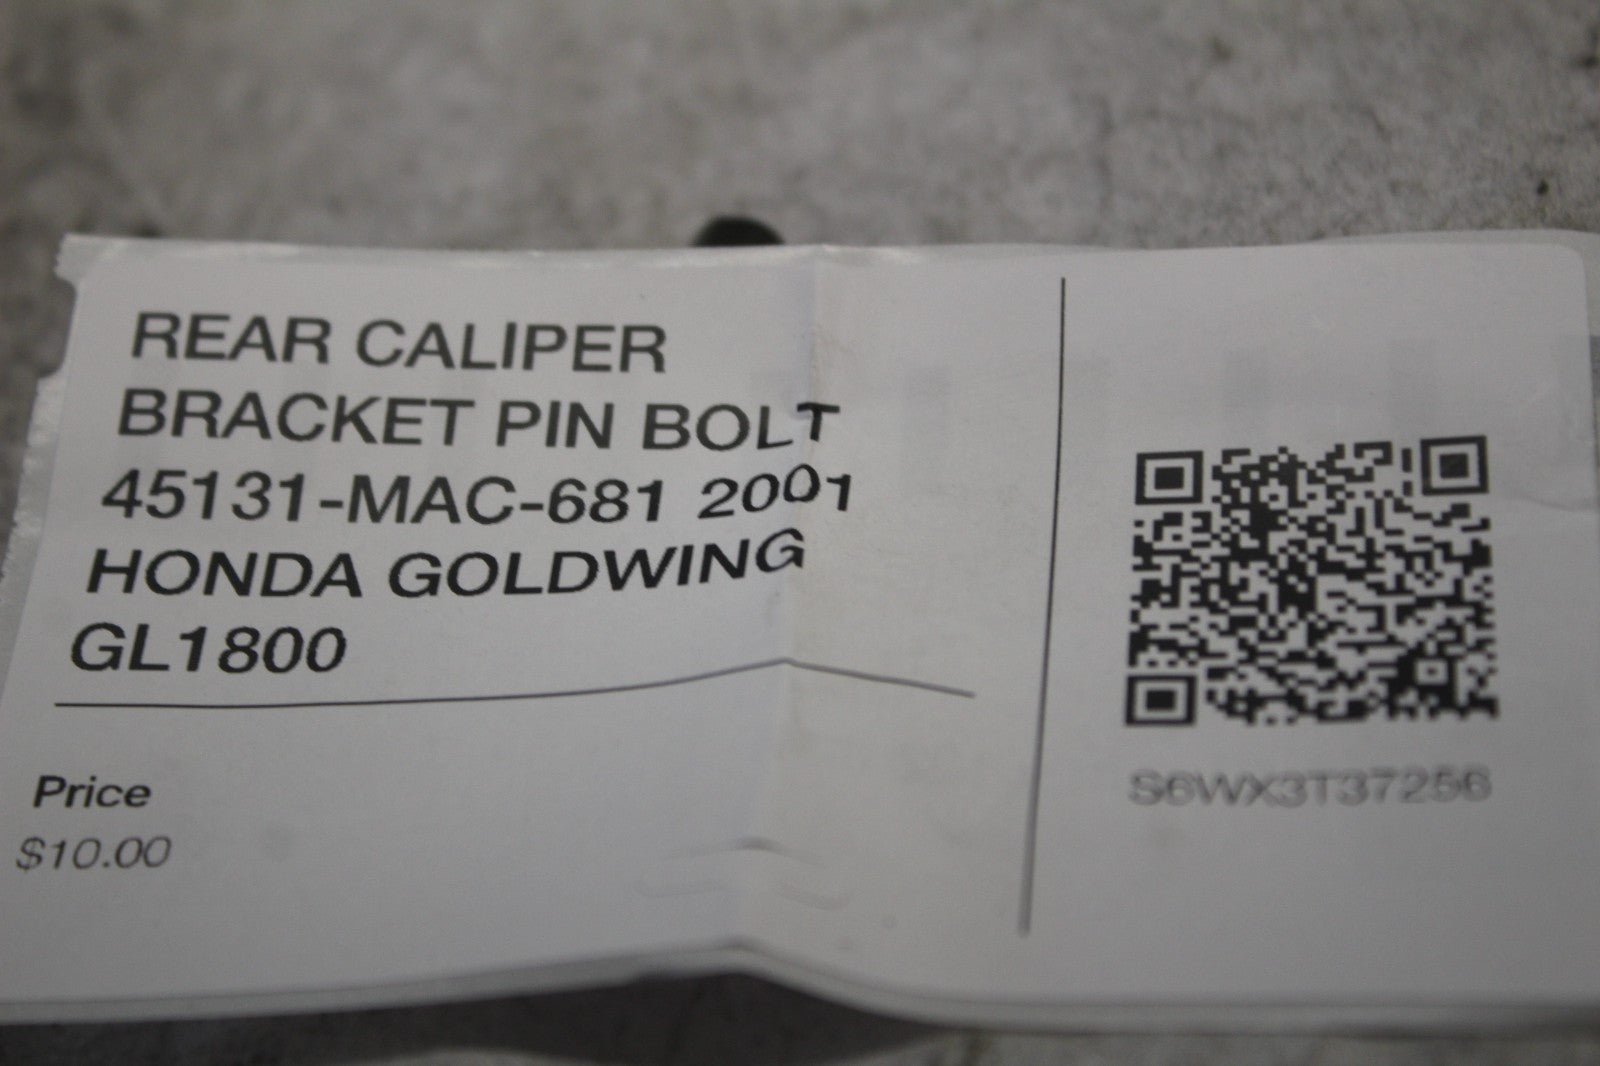 REAR CALIPER
BRACKET PIN BOLT
45131-MAC-681 2001
HONDA GOLDWING
GL1800
Price
$10.00
S6WX3T37256